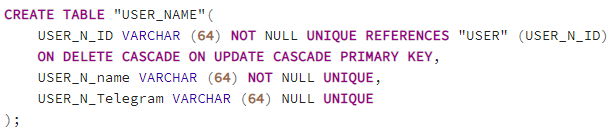 CREATE TABLE "USER_NAME"(
USER_N_ID VARCHAR (64) NOT NULL UNIQUE REFERENCES "USER" (USER_N_ID)
ON DELETE CASCADE ON UPDATE CASCADE PRIMARY KEY,
USER_N_name VARCHAR (64) NOT NULL UNIQUE,
USER_N_Telegram VARCHAR (64) NULL UNIQUE
);